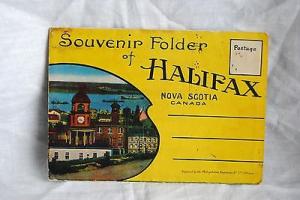 Souvenir Folder
of
HALIFAX
NOVA SCOTIA
CANADA
Postage